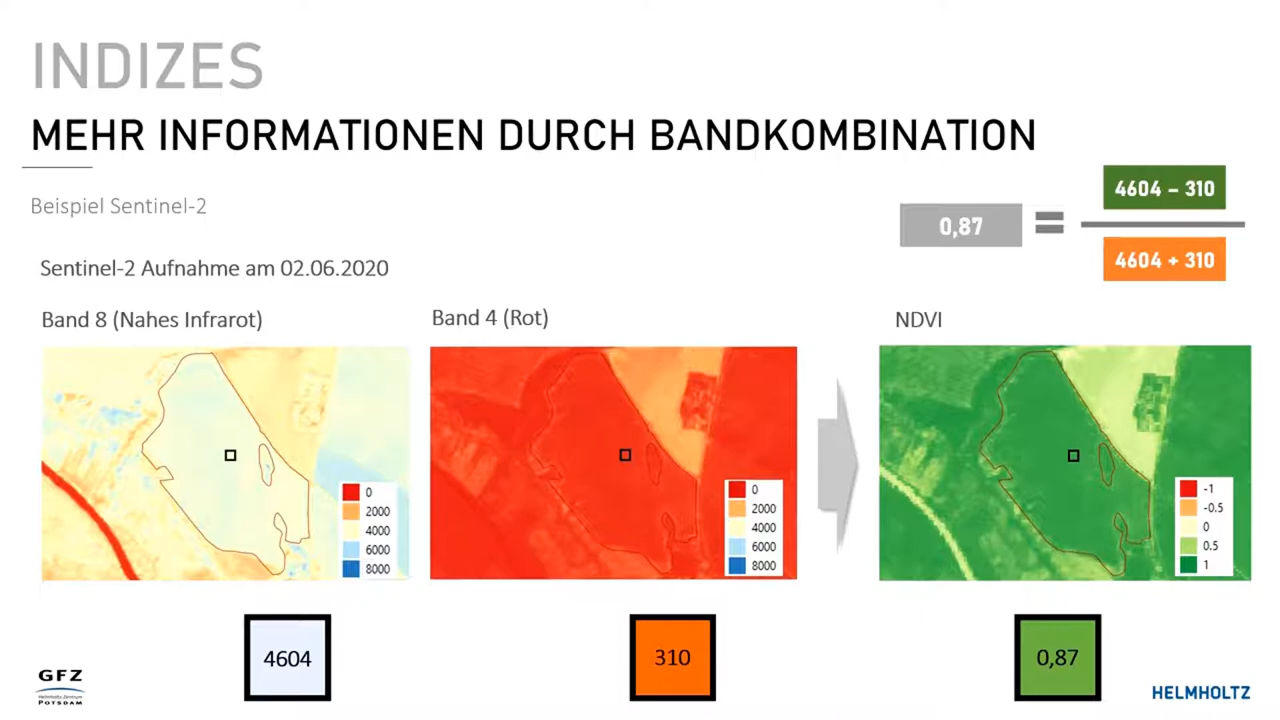 INDIZES
MEHR INFORMATIONEN DURCH BANDKOMBINATION
Beispiel Sentinel-2
0,87 = 4604 – 310
4604 + 310
Sentinel-2 Aufnahme am 02.06.2020
Band 8 (Nahes Infrarot)
Band 4 (Rot)
NDVI
0
2000
4000
6000
8000
0
2000
4000
6000
8000
-1
-0.5
0
0.5
1
4604
310
0,87
GFZ
Helmholtz-Zentrum
POTSDAM
HELMHOLTZ